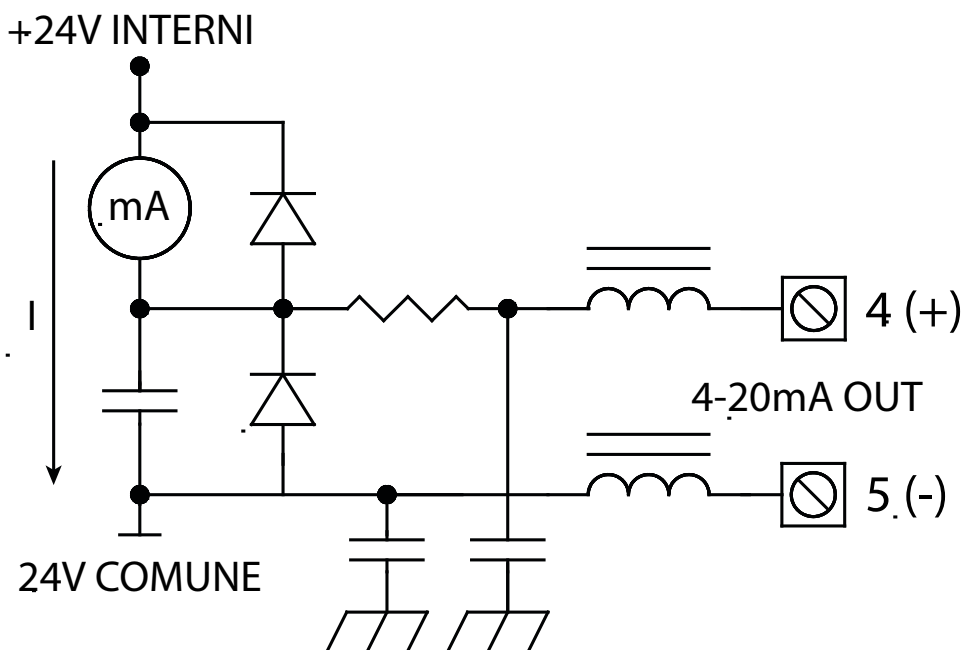 +24V INTERNI
mA
I
4 (+)
4-20mA OUT
5 (-)
24V COMUNE